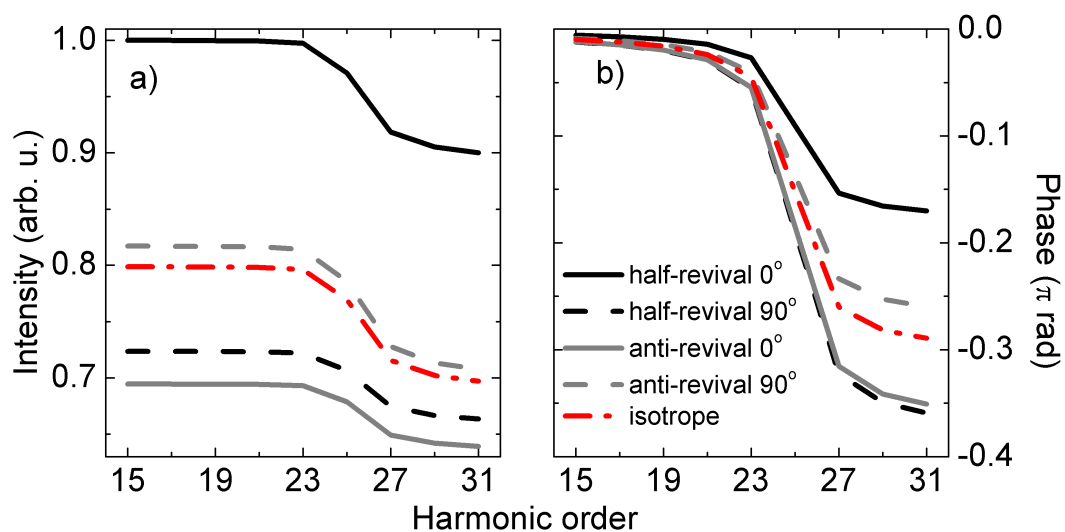 a)
Intensity (arb. u.)
1.0
0.9
0.8
0.7
15 19 23 27 31
b)
half-revival 0°
half-revival 90°
anti-revival 0°
anti-revival 90°
isotrope
0.0
-0.1
-0.2
-0.3
-0.4
Phase (π rad)
15 19 23 27 31
Harmonic order